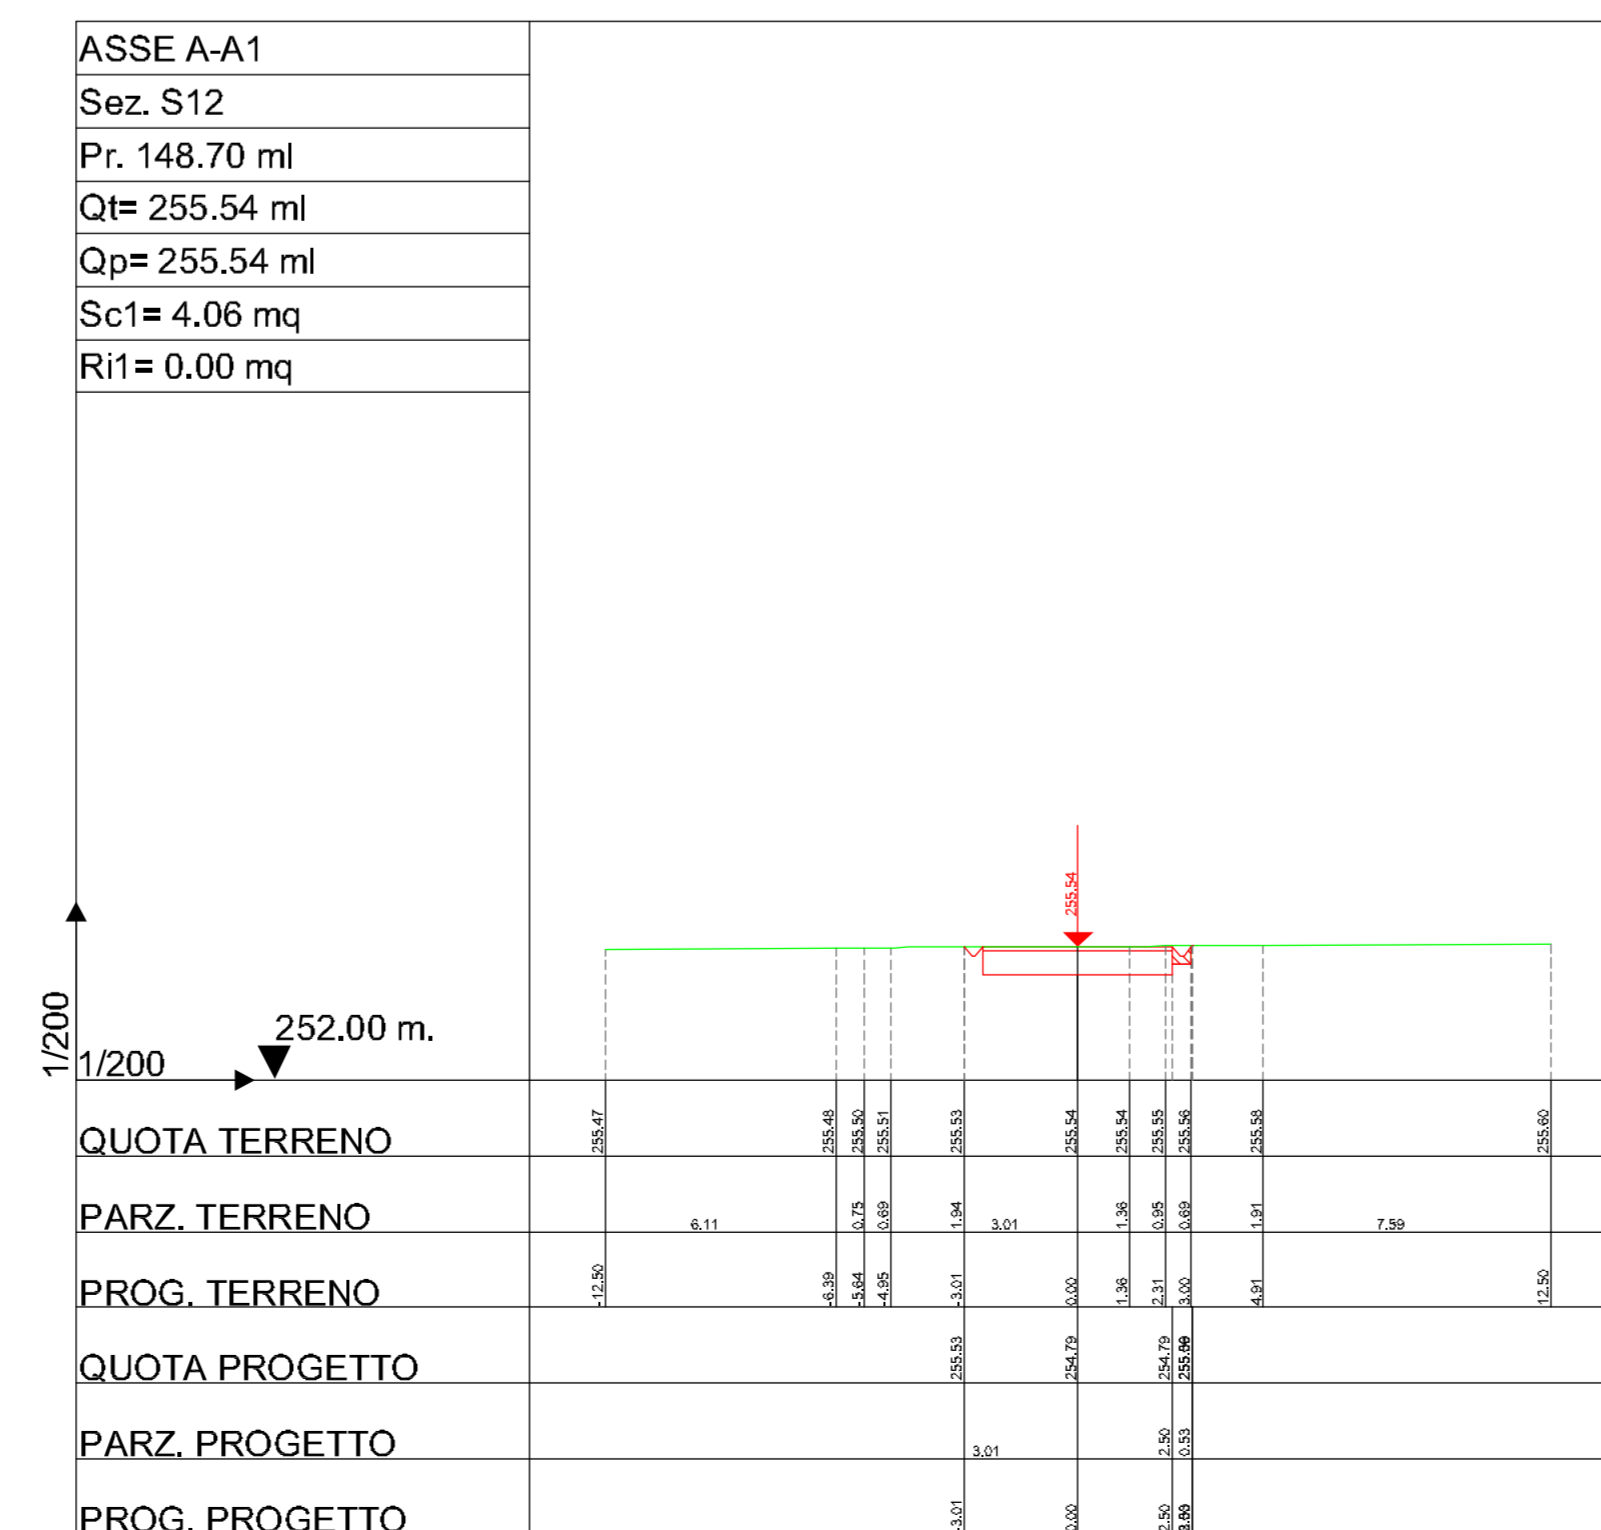 ASSE A-A1
Sez. S12
Pr. 148.70 ml
Qt= 255.54 ml
Qp= 255.54 ml
Sc1= 4.06 mq
Ri1= 0.00 mq
255.54
1/200
252.00 m.
1/200
QUOTA TERRENO 255.47 255.48 255.50 255.51 255.53 255.54 255.54 255.55 255.56 255.58 255.60
PARZ. TERRENO 6.11 0.75 0.69 1.94 3.01 1.36 0.95 0.69 1.91 7.59
PROG. TERRENO -12.50 -6.39 -5.64 -4.95 -3.01 0.00 1.36 2.31 3.00 4.91 12.50
QUOTA PROGETTO 255.53 254.79 254.79
PARZ. PROGETTO 3.01 2.50 0.53
PROG. PROGETTO -3.01 0.00 2.50